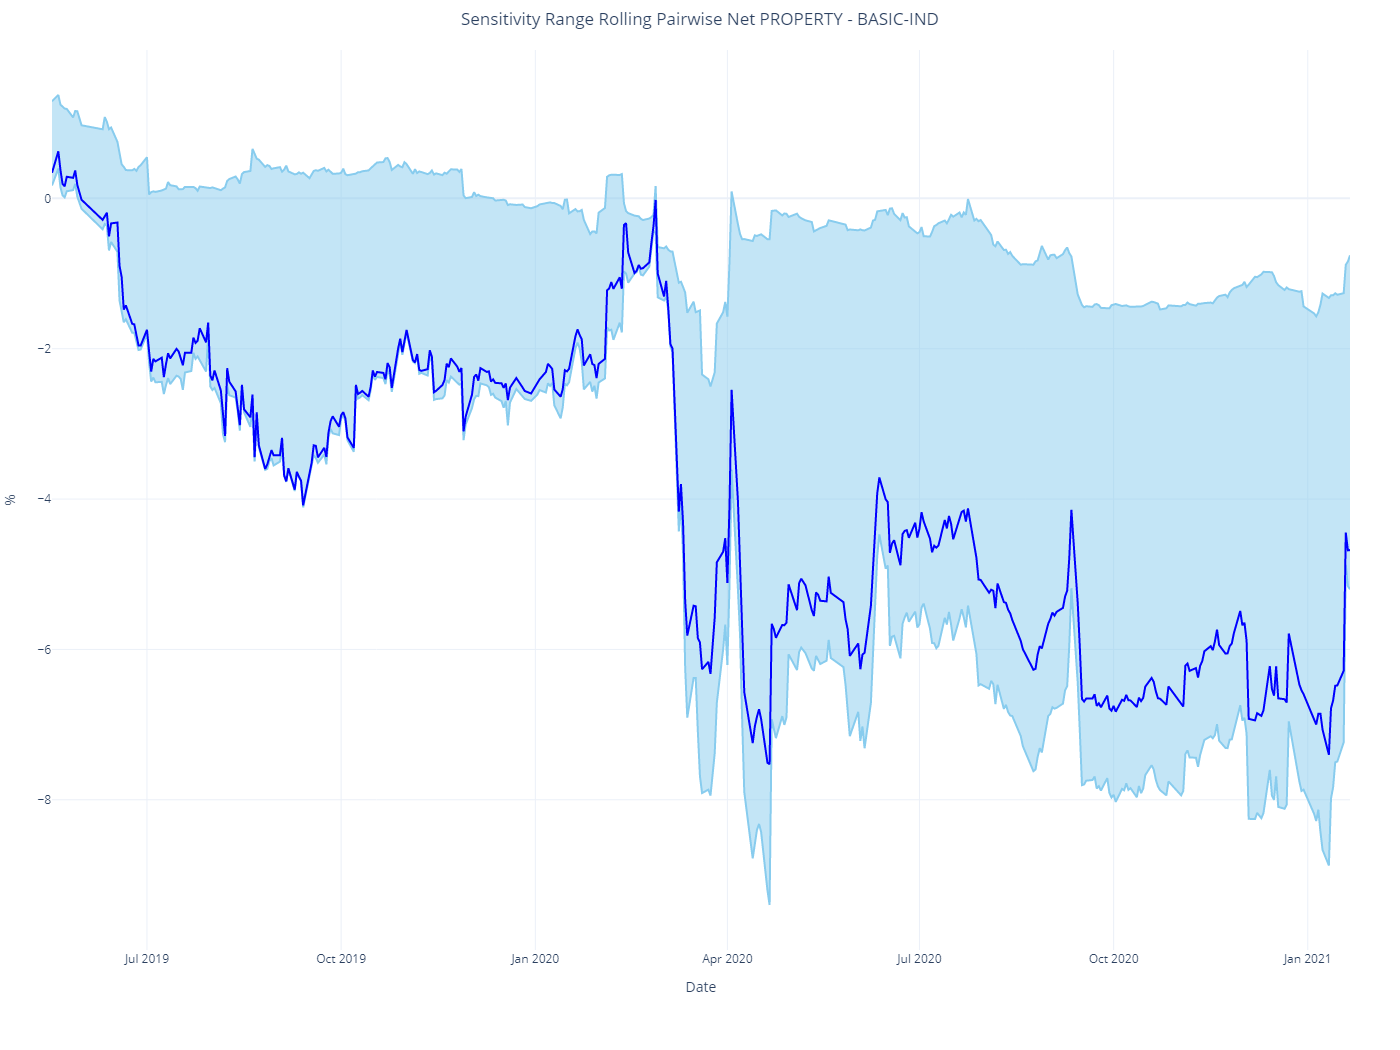 Sensitivity Range Rolling Pairwise Net PROPERTY - BASIC-IND
0
−2
−4
−6
−8
%
Jul 2019
Oct 2019
Jan 2020
Apr 2020
Jul 2020
Oct 2020
Jan 2021
Date